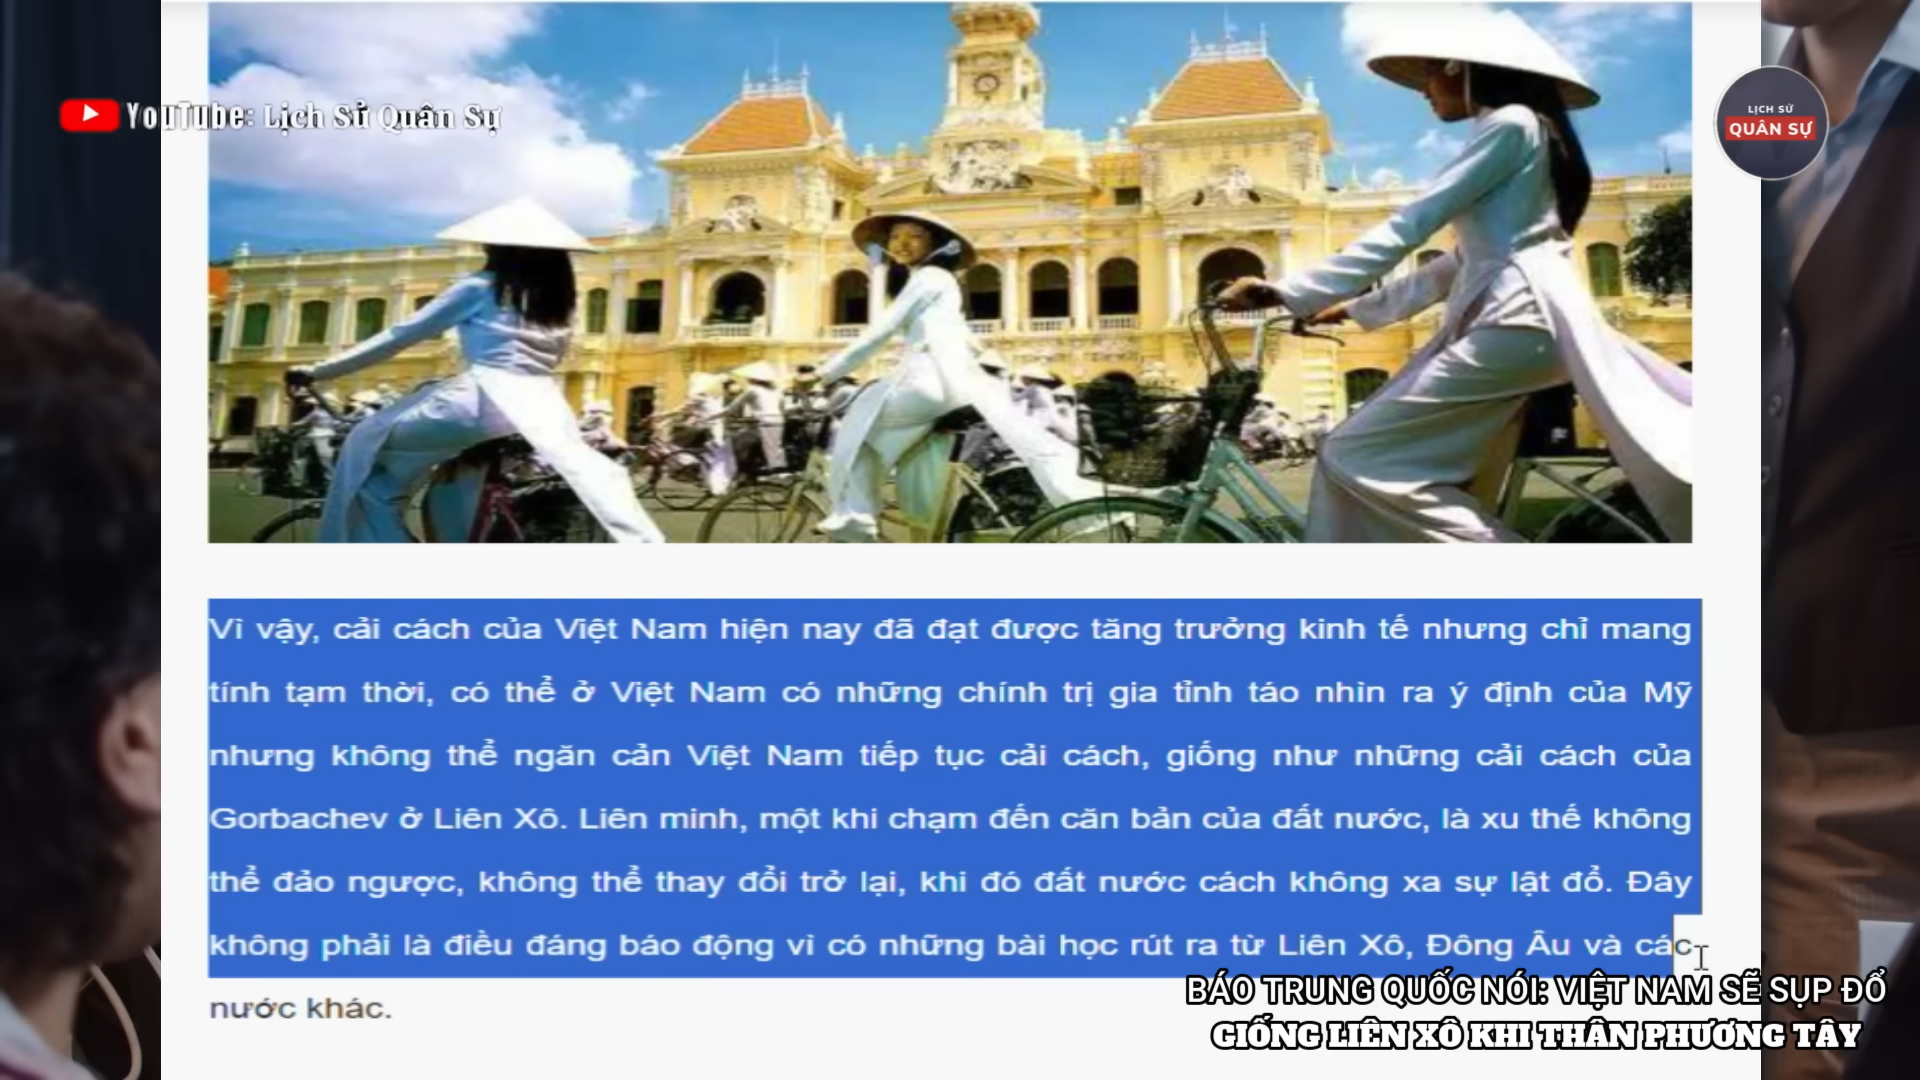 YouTube: Lịch Sử Quân Sự
LỊCH SỬ
QUÂN SỰ
Vì vậy, cải cách của Việt Nam hiện nay đã đạt được tăng trưởng kinh tế nhưng chỉ mang
tính tạm thời, có thể ở Việt Nam có những chính trị gia tỉnh táo nhìn ra ý định của Mỹ
nhưng không thể ngăn cản Việt Nam tiếp tục cải cách, giống như những cải cách của
Gorbachev ở Liên Xô. Liên minh, một khi chạm đến căn bản của đất nước, là xu thế không
thể đảo ngược, không thể thay đổi trở lại, khi đó đất nước cách không xa sự lật đổ. Đây
không phải là điều đáng báo động vì có những bài học rút ra từ Liên Xô, Đông Âu và các
nước khác.
BÁO TRUNG QUỐC NÓI: VIỆT NAM SẼ SỤP ĐỔ
GIỐNG LIÊN XÔ KHI THÂN PHƯƠNG TÂY